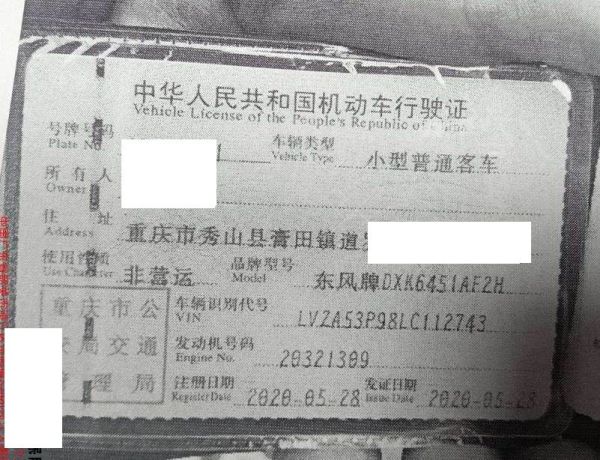 中华人民共和国机动车行驶证
Vehicle License of the People's Republic of China
号牌号码
Plate No.
车辆类型 小型普通客车
Vehicle Type
所有人
Owner
住址 重庆市秀山县膏田镇道
Address
使用性质 非营运
Use Character
品牌型号 东风牌DXK6451AF2H
Model
车辆识别代号 LVZA53P98LC112743
VIN
发动机号码 20321309
Engine No.
注册日期 2020-05-28
Register Date
发证日期 2020-05-28
Issue Date
重庆市公
安局交通
管理局